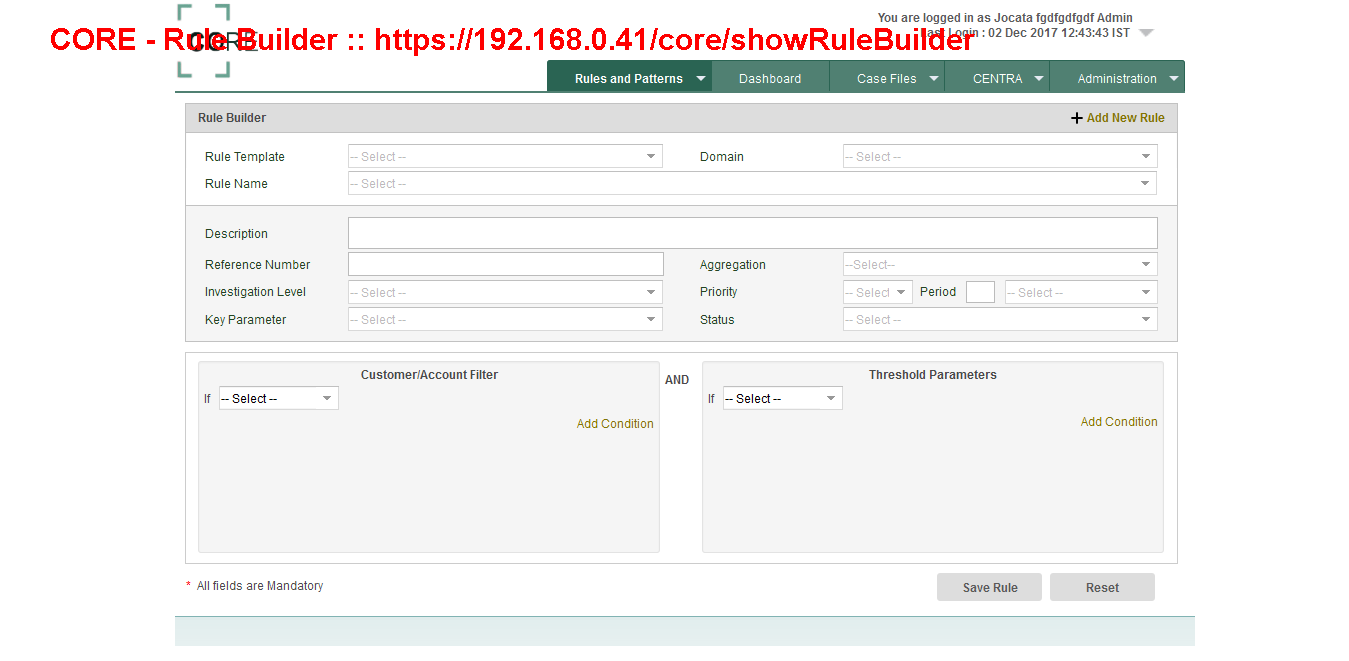 You are logged in as Jocata fgdfgdfgdf Admin
CORE
CORE - Rule Builder :: https://192.168.0.41/core/showRuleBuilder
Last Login : 02 Dec 2017 12:43:43 IST
Rules and Patterns Dashboard Case Files CENTRA Administration
Rule Builder + Add New Rule
Rule Template -- Select -- Domain -- Select --
Rule Name -- Select --
Description
Reference Number Aggregation --Select--
Investigation Level -- Select -- Priority -- Select Period -- Select --
Key Parameter -- Select -- Status -- Select --
Customer/Account Filter AND Threshold Parameters
If -- Select -- If -- Select --
Add Condition Add Condition
* All fields are Mandatory Save Rule Reset